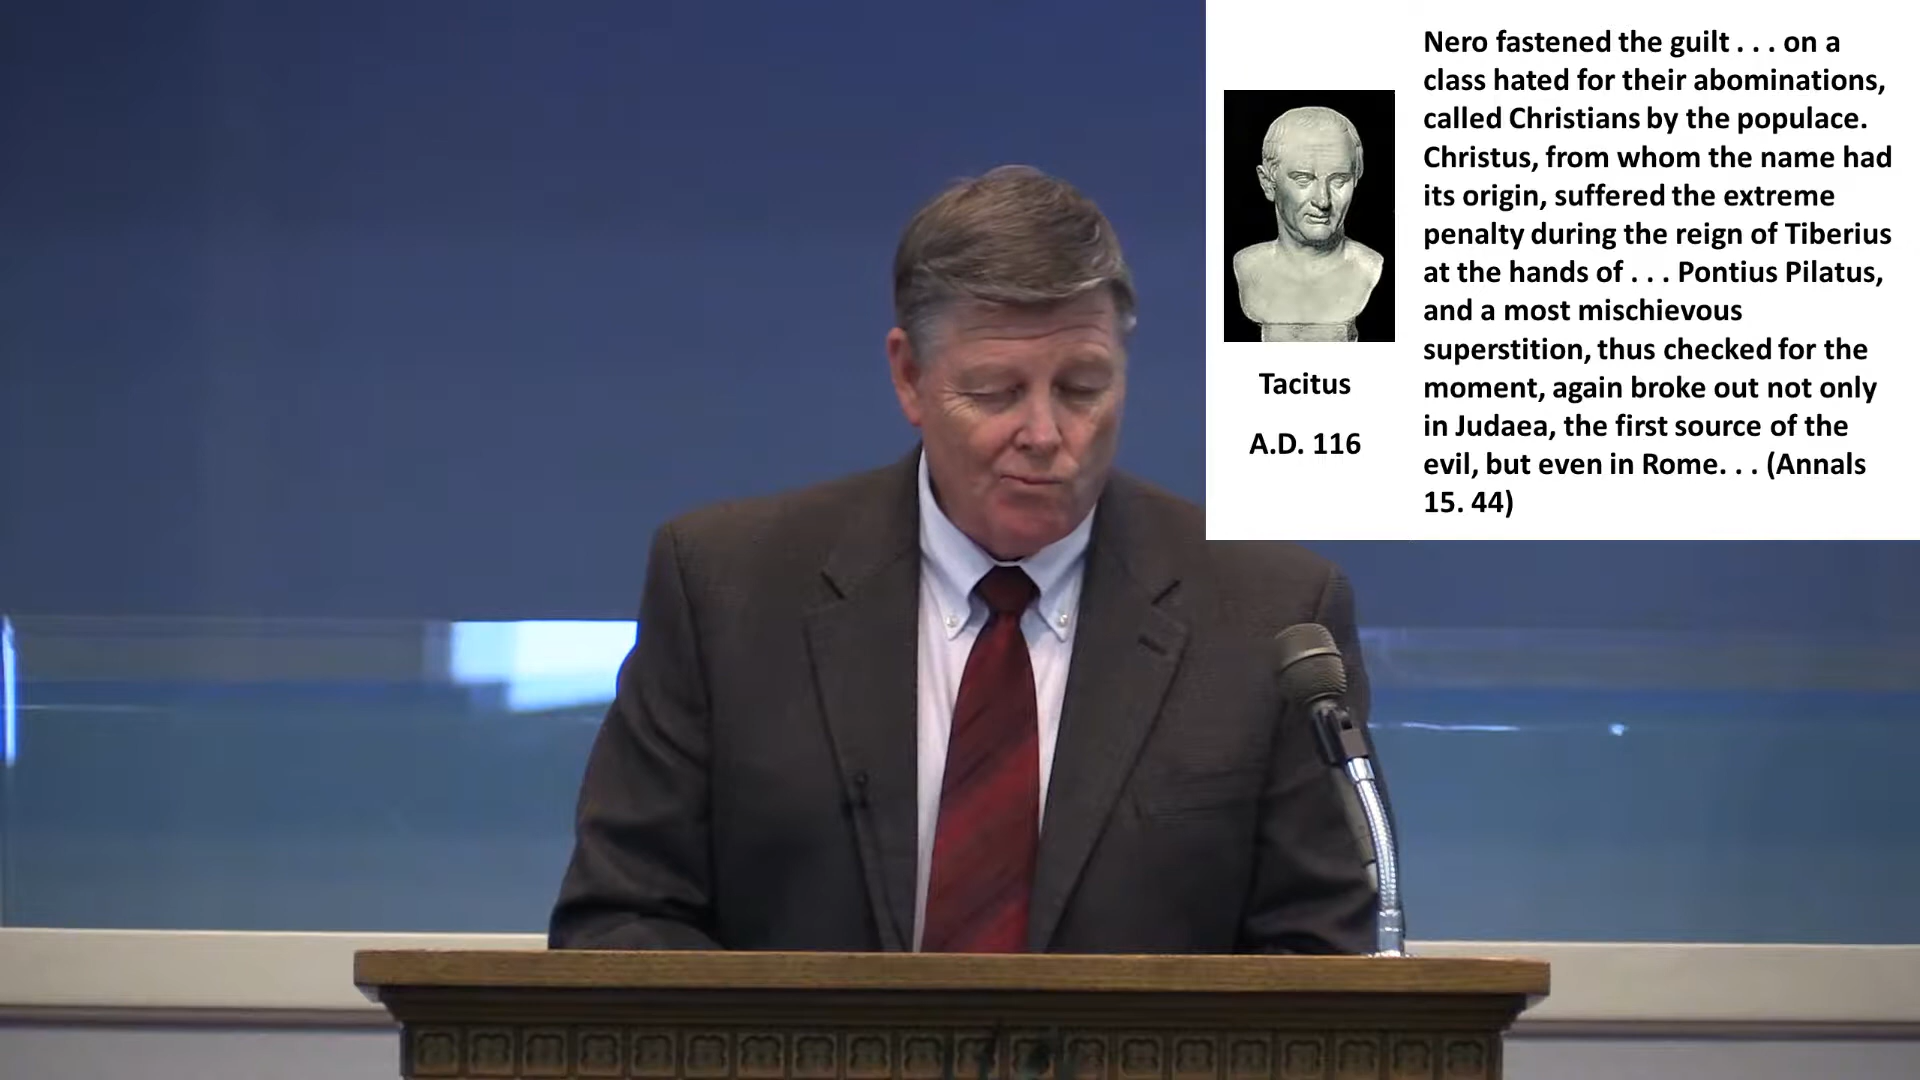 Nero fastened the guilt . . . on a
class hated for their abominations,
called Christians by the populace.
Christus, from whom the name had
its origin, suffered the extreme
penalty during the reign of Tiberius
at the hands of . . . Pontius Pilatus,
and a most mischievous
superstition, thus checked for the
moment, again broke out not only
in Judaea, the first source of the
evil, but even in Rome. . . (Annals
15. 44)
Tacitus
A.D. 116